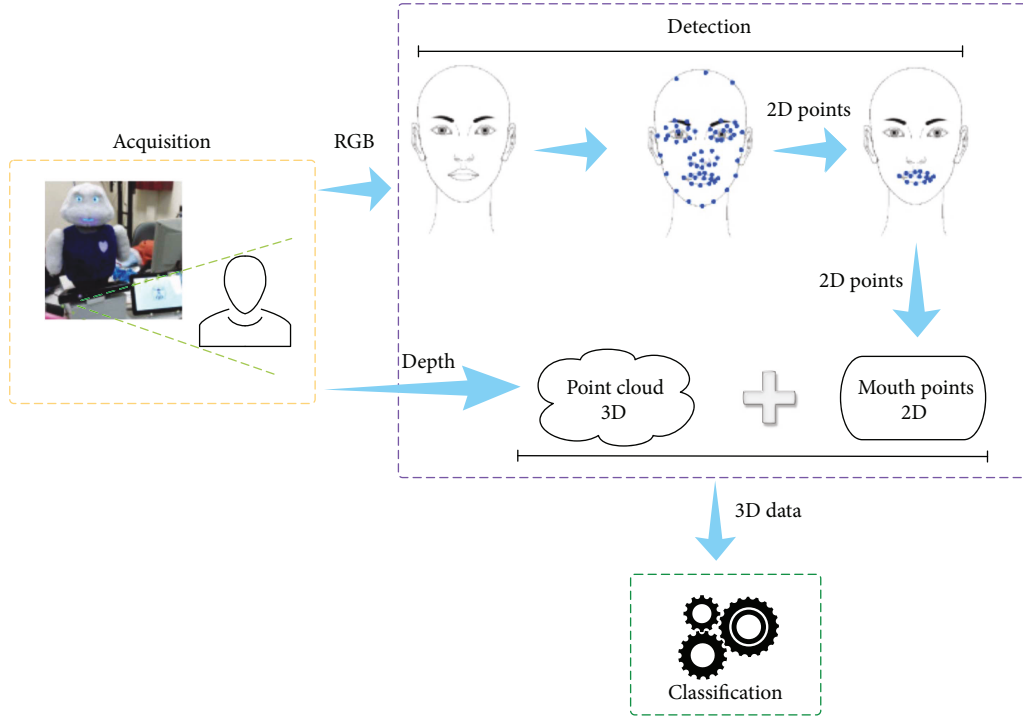 Detection
Acquisition
RGB
2D points
2D points
Depth
Point cloud
3D
Mouth points
2D
3D data
Classification